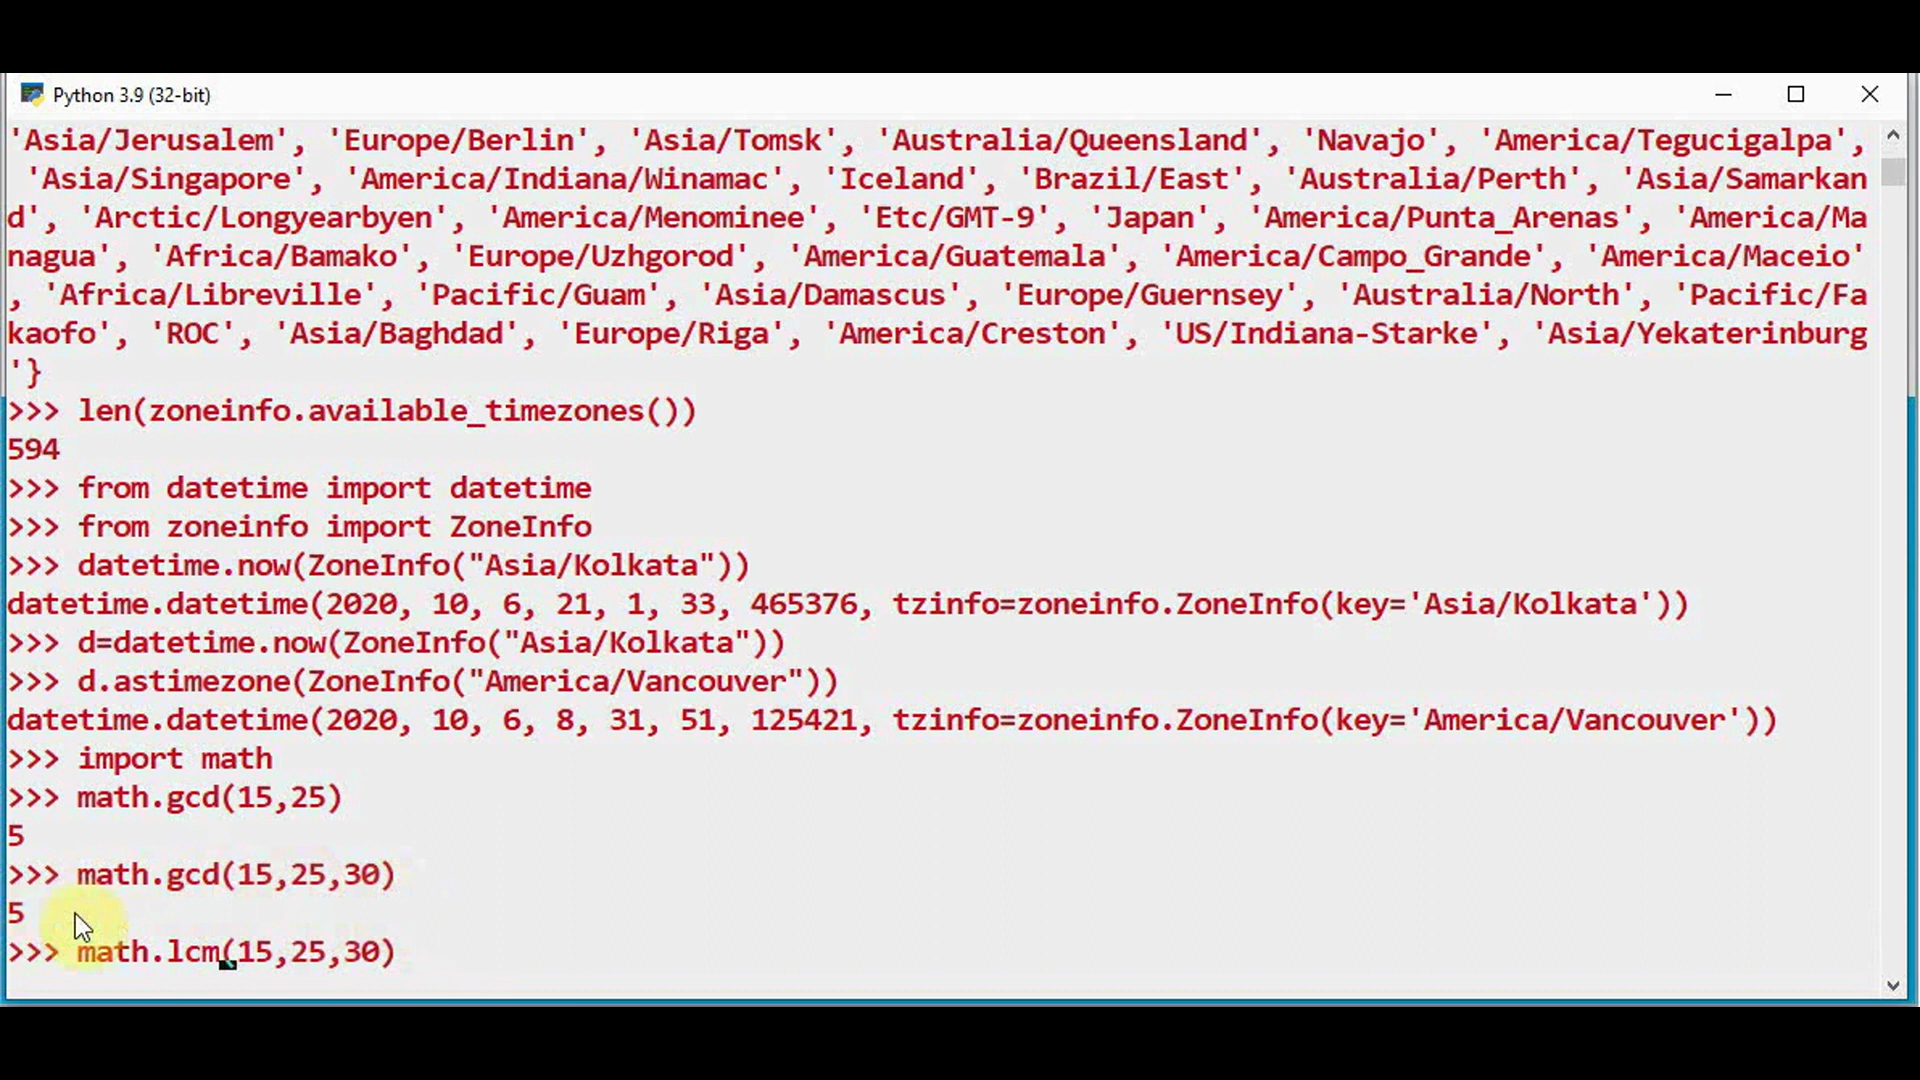 Python 3.9 (32-bit)
'Asia/Jerusalem', 'Europe/Berlin', 'Asia/Tomsk', 'Australia/Queensland', 'Navajo', 'America/Tegucigalpa',
 'Asia/Singapore', 'America/Indiana/Winamac', 'Iceland', 'Brazil/East', 'Australia/Perth', 'Asia/Samarkan
d', 'Arctic/Longyearbyen', 'America/Menominee', 'Etc/GMT-9', 'Japan', 'America/Punta_Arenas', 'America/Ma
nagua', 'Africa/Bamako', 'Europe/Uzhgorod', 'America/Guatemala', 'America/Campo_Grande', 'America/Maceio'
, 'Africa/Libreville', 'Pacific/Guam', 'Asia/Damascus', 'Europe/Guernsey', 'Australia/North', 'Pacific/Fa
kaofo', 'ROC', 'Asia/Baghdad', 'Europe/Riga', 'America/Creston', 'US/Indiana-Starke', 'Asia/Yekaterinburg
'}
>>> len(zoneinfo.available_timezones())
594
>>> from datetime import datetime
>>> from zoneinfo import ZoneInfo
>>> datetime.now(ZoneInfo("Asia/Kolkata"))
datetime.datetime(2020, 10, 6, 21, 1, 33, 465376, tzinfo=zoneinfo.ZoneInfo(key='Asia/Kolkata'))
>>> d=datetime.now(ZoneInfo("Asia/Kolkata"))
>>> d.astimezone(ZoneInfo("America/Vancouver"))
datetime.datetime(2020, 10, 6, 8, 31, 51, 125421, tzinfo=zoneinfo.ZoneInfo(key='America/Vancouver'))
>>> import math
>>> math.gcd(15,25)
5
>>> math.gcd(15,25,30)
5
>>> math.lcm(15,25,30)